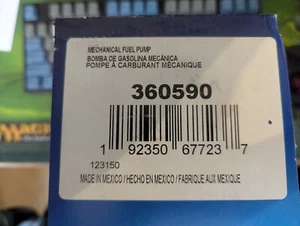 MECHANICAL FUEL PUMP
BOMBA DE GASOLINA MECÁNICA
POMPE À CARBURANT MÉCANIQUE
360590
1 92350 67723 7
123150
MADE IN MEXICO / HECHO EN MEXICO / FABRIQUE AUX MEXIQUE